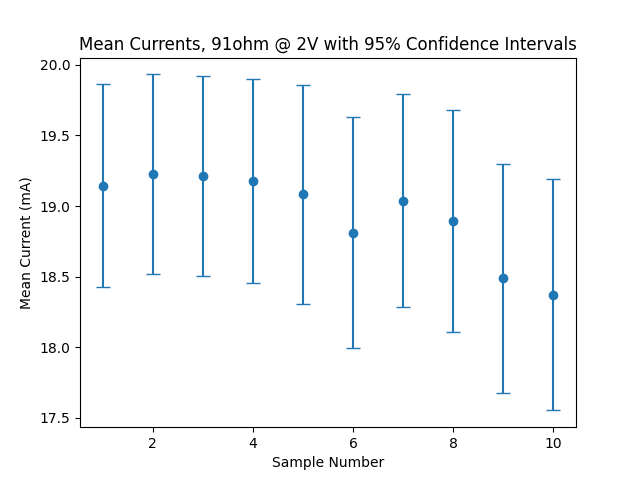 Mean Currents, 91ohm @ 2V with 95% Confidence Intervals
20.0
19.5
19.0
18.5
18.0
17.5
Mean Current (mA)
2 4 6 8 10
Sample Number